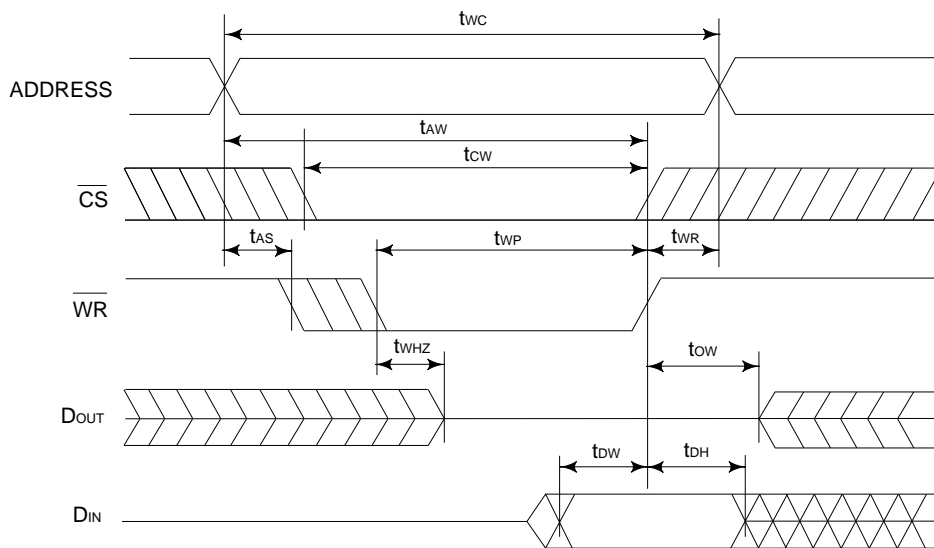 tWC
ADDRESS
tAW
tCW
CS
tAS
tWP
tWR
WR
tWHZ
tOW
DOUT
tDW
tDH
DIN